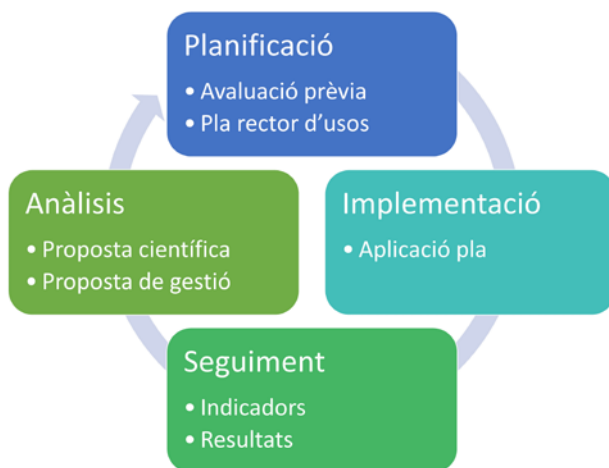 Planificació
• Avaluació prèvia
• Pla rector d'usos
Anàlisis
• Proposta científica
• Proposta de gestió
Implementació
• Aplicació pla
Seguiment
• Indicadors
• Resultats